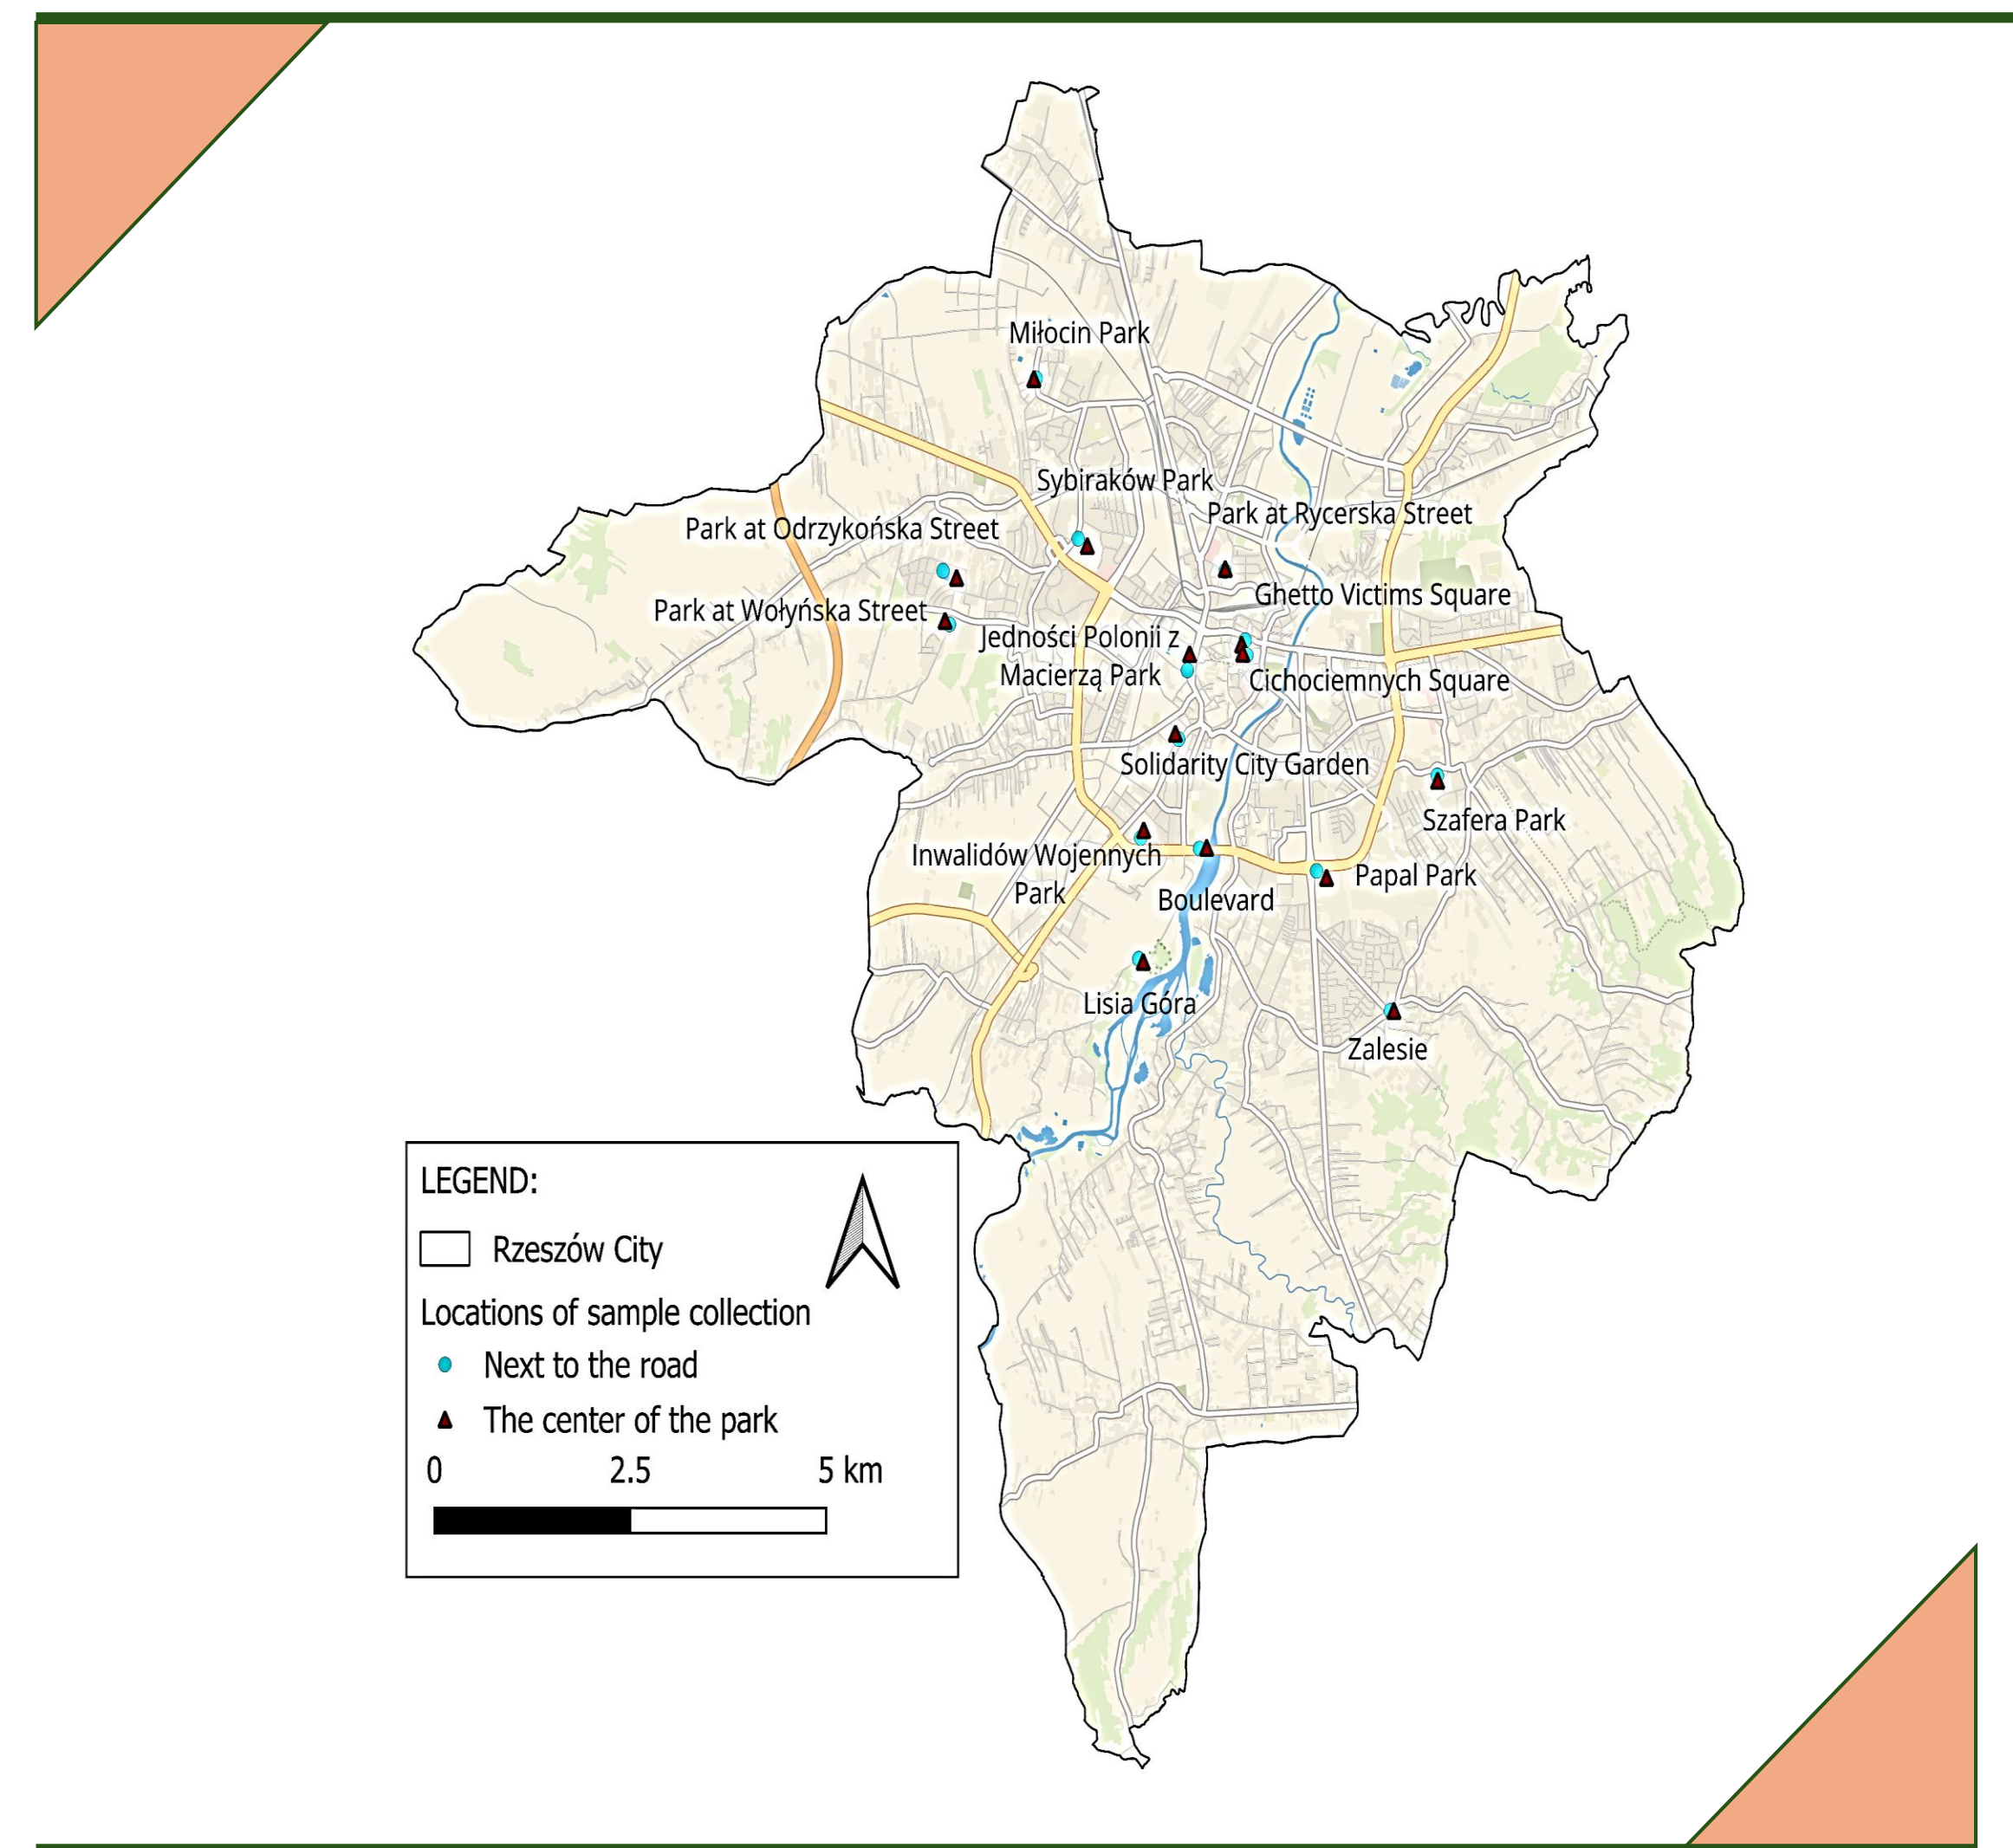 Miłocin Park
Sybiraków Park
Park at Rycerska Street
Park at Odrzykońska Street
Ghetto Victims Square
Park at Wołyńska Street
Jedności Polonii z
Macierzą Park
Cichociemnych Square
Solidarity City Garden
Szafera Park
Inwalidów Wojennych
Park
Papal Park
Boulevard
Lisia Góra
Zalesie
LEGEND:
Rzeszów City
Locations of sample collection
Next to the road
The center of the park
0 2.5 5 km